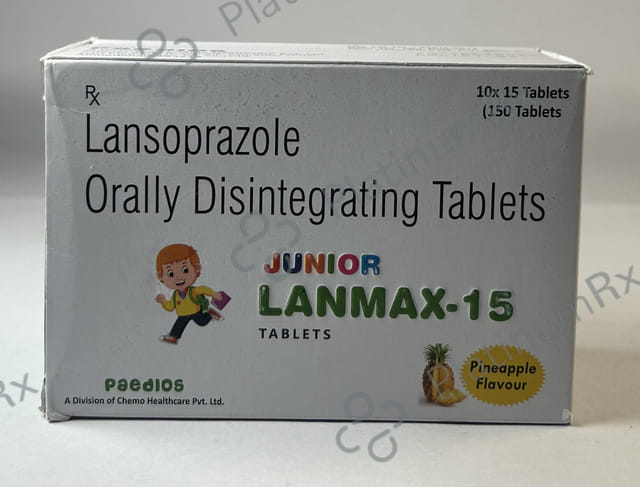 Rx
10x 15 Tablets
(150 Tablets
Lansoprazole
Orally Disintegrating Tablets
JUNIOR
LANMAX-15
TABLETS
Pineapple
Flavour
PaEDIOS
A Division of Chemo Healthcare Pvt. Ltd.
PlatinumRx